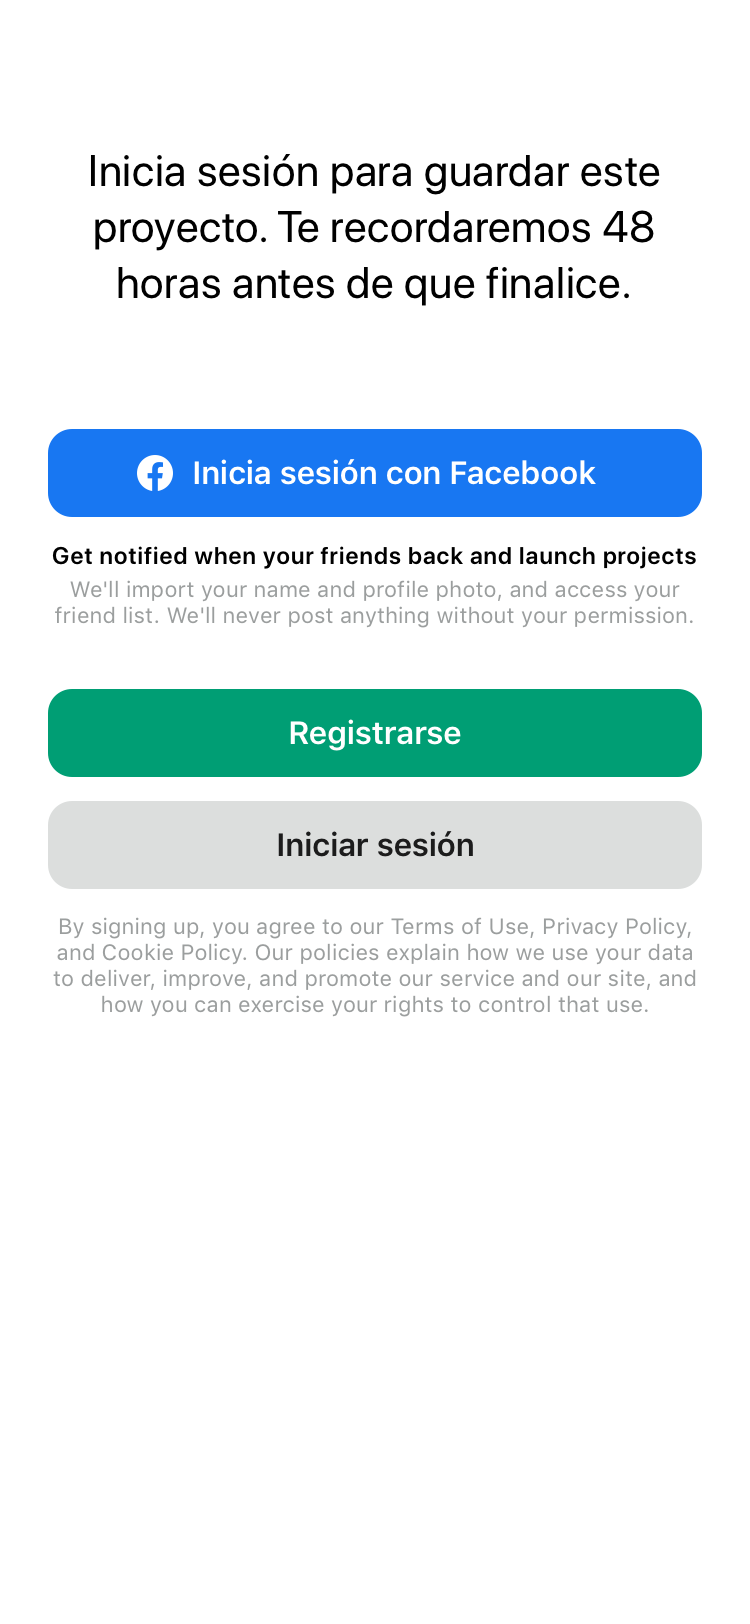 Inicia sesión para guardar este
proyecto. Te recordaremos 48
horas antes de que finalice.
Inicia sesión con Facebook
Get notified when your friends back and launch projects
We'll import your name and profile photo, and access your
friend list. We'll never post anything without your permission.
Registrarse
Iniciar sesión
By signing up, you agree to our Terms of Use, Privacy Policy,
and Cookie Policy. Our policies explain how we use your data
to deliver, improve, and promote our service and our site, and
how you can exercise your rights to control that use.